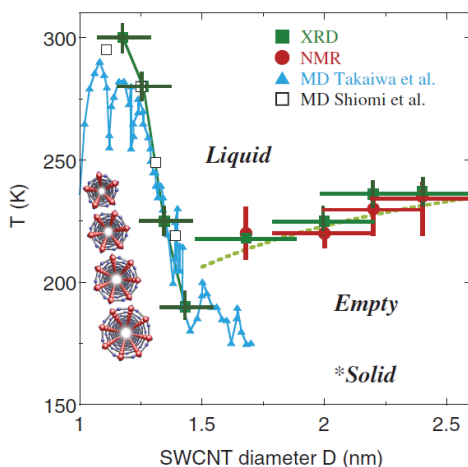 300
250
200
150
T (K)
XRD
NMR
MD Takaiwa et al.
MD Shiomi et al.
Liquid
Empty
*Solid
1
1.5
2
2.5
SWCNT diameter D (nm)